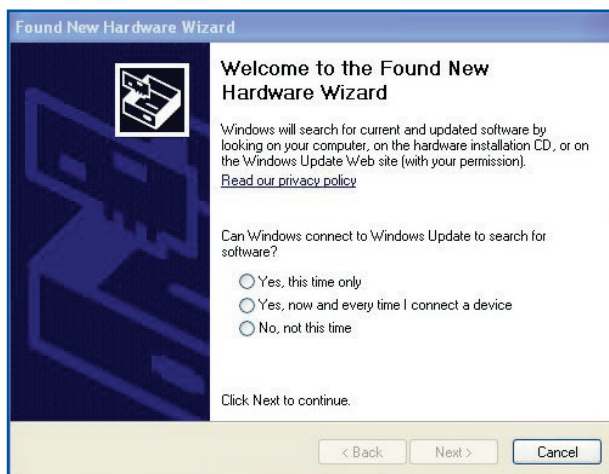 Found New Hardware Wizard
Welcome to the Found New
Hardware Wizard
Windows will search for current and updated software by
looking on your computer, on the hardware installation CD, or on
the Windows Update Web site (with your permission).
Read our privacy policy
Can Windows connect to Windows Update to search for
software?
Yes, this time only
Yes, now and every time I connect a device
No, not this time
Click Next to continue.
< Back
Next >
Cancel